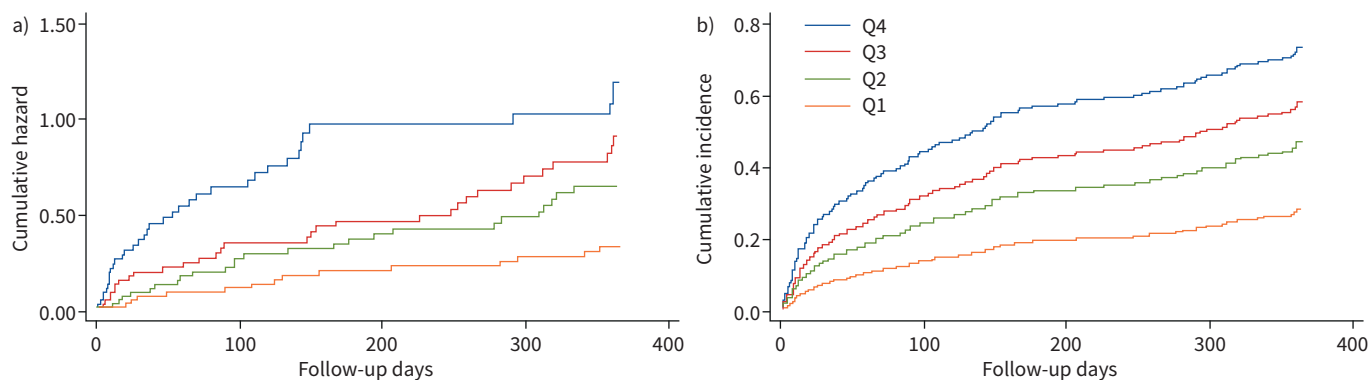 a)
1.50
1.00
0.50
0.00
Cumulative hazard
0 100 200 300 400
Follow-up days
b)
0.8
0.6
0.4
0.2
0.0
Cumulative incidence
Q4
Q3
Q2
Q1
0 100 200 300 400
Follow-up days